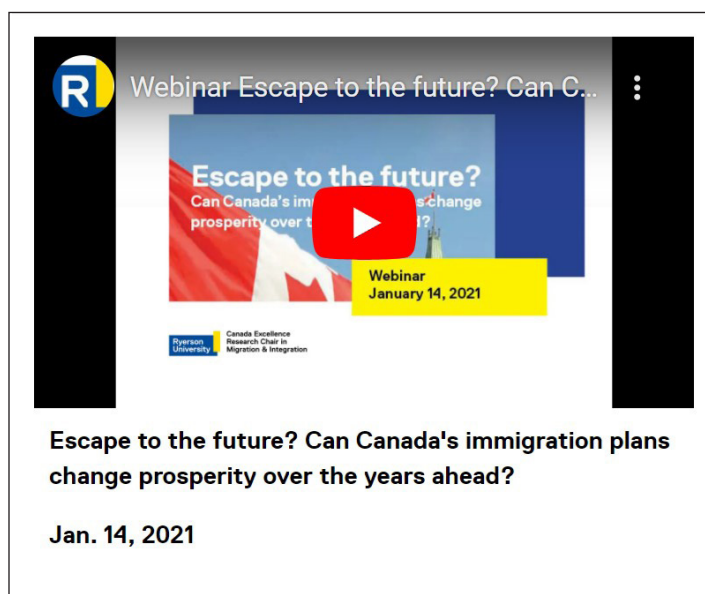 R
Webinar Escape to the future? Can C...
Escape to the future?
Can Canada's change
prosperity over
Webinar
January 14, 2021
Ryerson
University
Canada Excellence
Research Chair in
Migration & Integration
Escape to the future? Can Canada's immigration plans
change prosperity over the years ahead?
Jan. 14, 2021